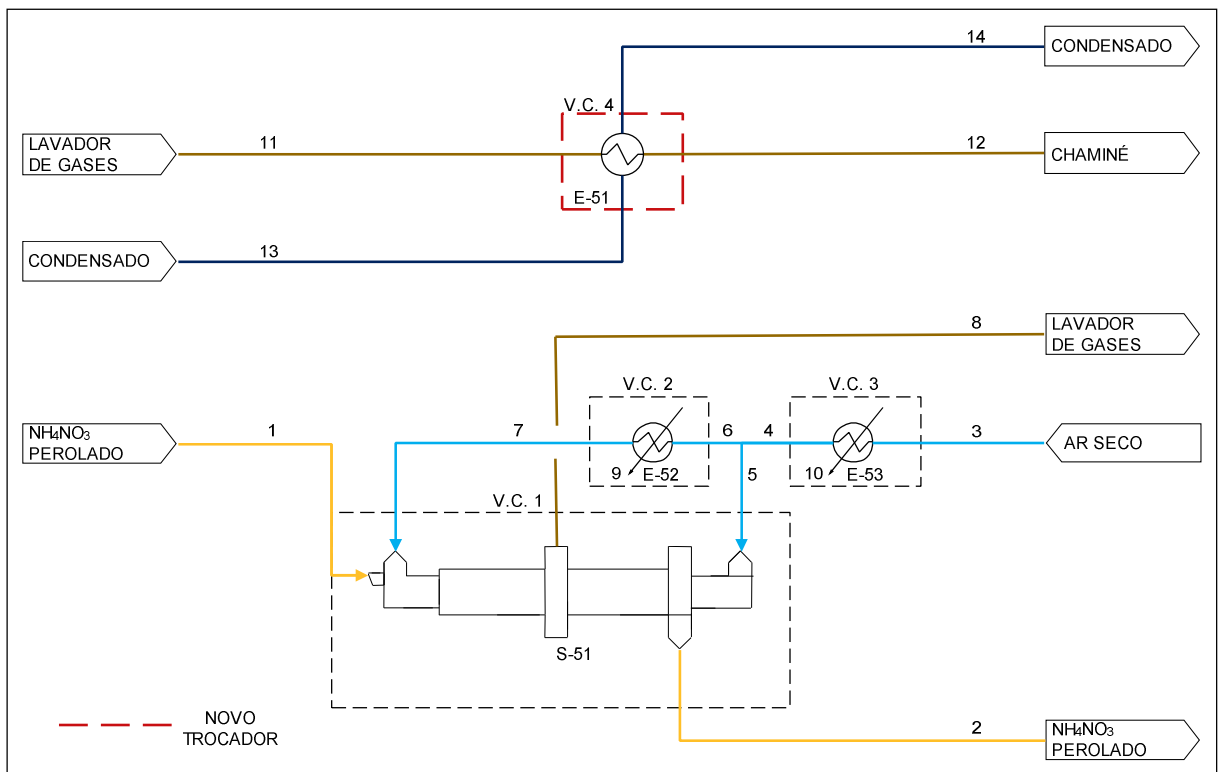 14
CONDENSADO
V.C. 4
LAVADOR
DE GASES
11
12
CHAMINÉ
E-51
13
CONDENSADO
8
LAVADOR
DE GASES
V.C. 2
V.C. 3
NH4NO3
PEROLADO
1
7
6
4
3
AR SECO
9
E-52
5
10
E-53
V.C. 1
S-51
NOVO
TROCADOR
2
NH4NO3
PEROLADO